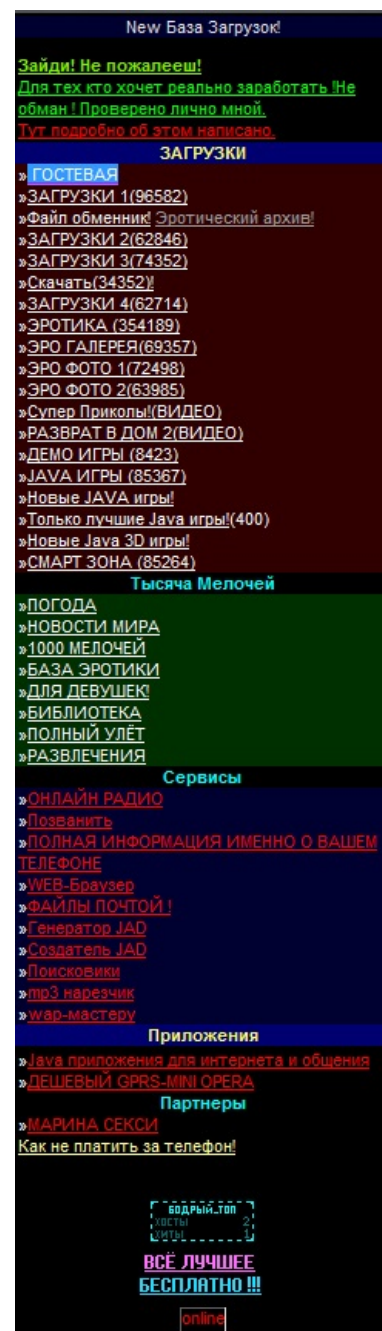 New База Загрузок!
Зайди! Не пожалееш!
Для тех кто хочет реально заработать !Не
обман ! Проверено лично мной.
Тут подробно об этом написано.
ЗАГРУЗКИ
» ГОСТЕВАЯ
»ЗАГРУЗКИ 1(96582)
»Файл обменник! Эротический архив!
»ЗАГРУЗКИ 2(62846)
»ЗАГРУЗКИ 3(74352)
»Скачать(34352)!
»ЗАГРУЗКИ 4(62714)
»ЭРОТИКА (354189)
»ЭРО ГАЛЕРЕЯ(69357)
»ЭРО ФОТО 1(72498)
»ЭРО ФОТО 2(63985)
»Супер Приколы!(ВИДЕО)
»РАЗВРАТ В ДОМ 2(ВИДЕО)
»ДЕМО ИГРЫ (8423)
»JAVA ИГРЫ (85367)
»Новые JAVA игры!
»Только лучшие Java игры!(400)
»Новые Java 3D игры!
»СМАРТ ЗОНА (85264)
Тысяча Мелочей
»ПОГОДА
»НОВОСТИ МИРА
»1000 МЕЛОЧЕЙ
»БАЗА ЭРОТИКИ
»ДЛЯ ДЕВУШЕК!
»БИБЛИОТЕКА
»ПОЛНЫЙ УЛЁТ
»РАЗВЛЕЧЕНИЯ
Сервисы
»ОНЛАЙН РАДИО
»Позванить
»ПОЛНАЯ ИНФОРМАЦИЯ ИМЕННО О ВАШЕМ
ТЕЛЕФОНЕ
»WEB-Браузер
»ФАЙЛЫ ПОЧТОЙ !
»Генератор JAD
»Создатель JAD
»Поисковики
»mp3 нарезчик
»wap-мастеру
Приложения
»Java приложения для интернета и общения
»ДЕШЕВЫЙ GPRS-MINI OPERA
Партнеры
»МАРИНА СЕКСИ
Как не платить за телефон!
БОДРЫЙ_ТОП
ХОСТЫ 2
ХИТЫ 1
ВСЁ ЛУЧШЕЕ
БЕСПЛАТНО !!!
online